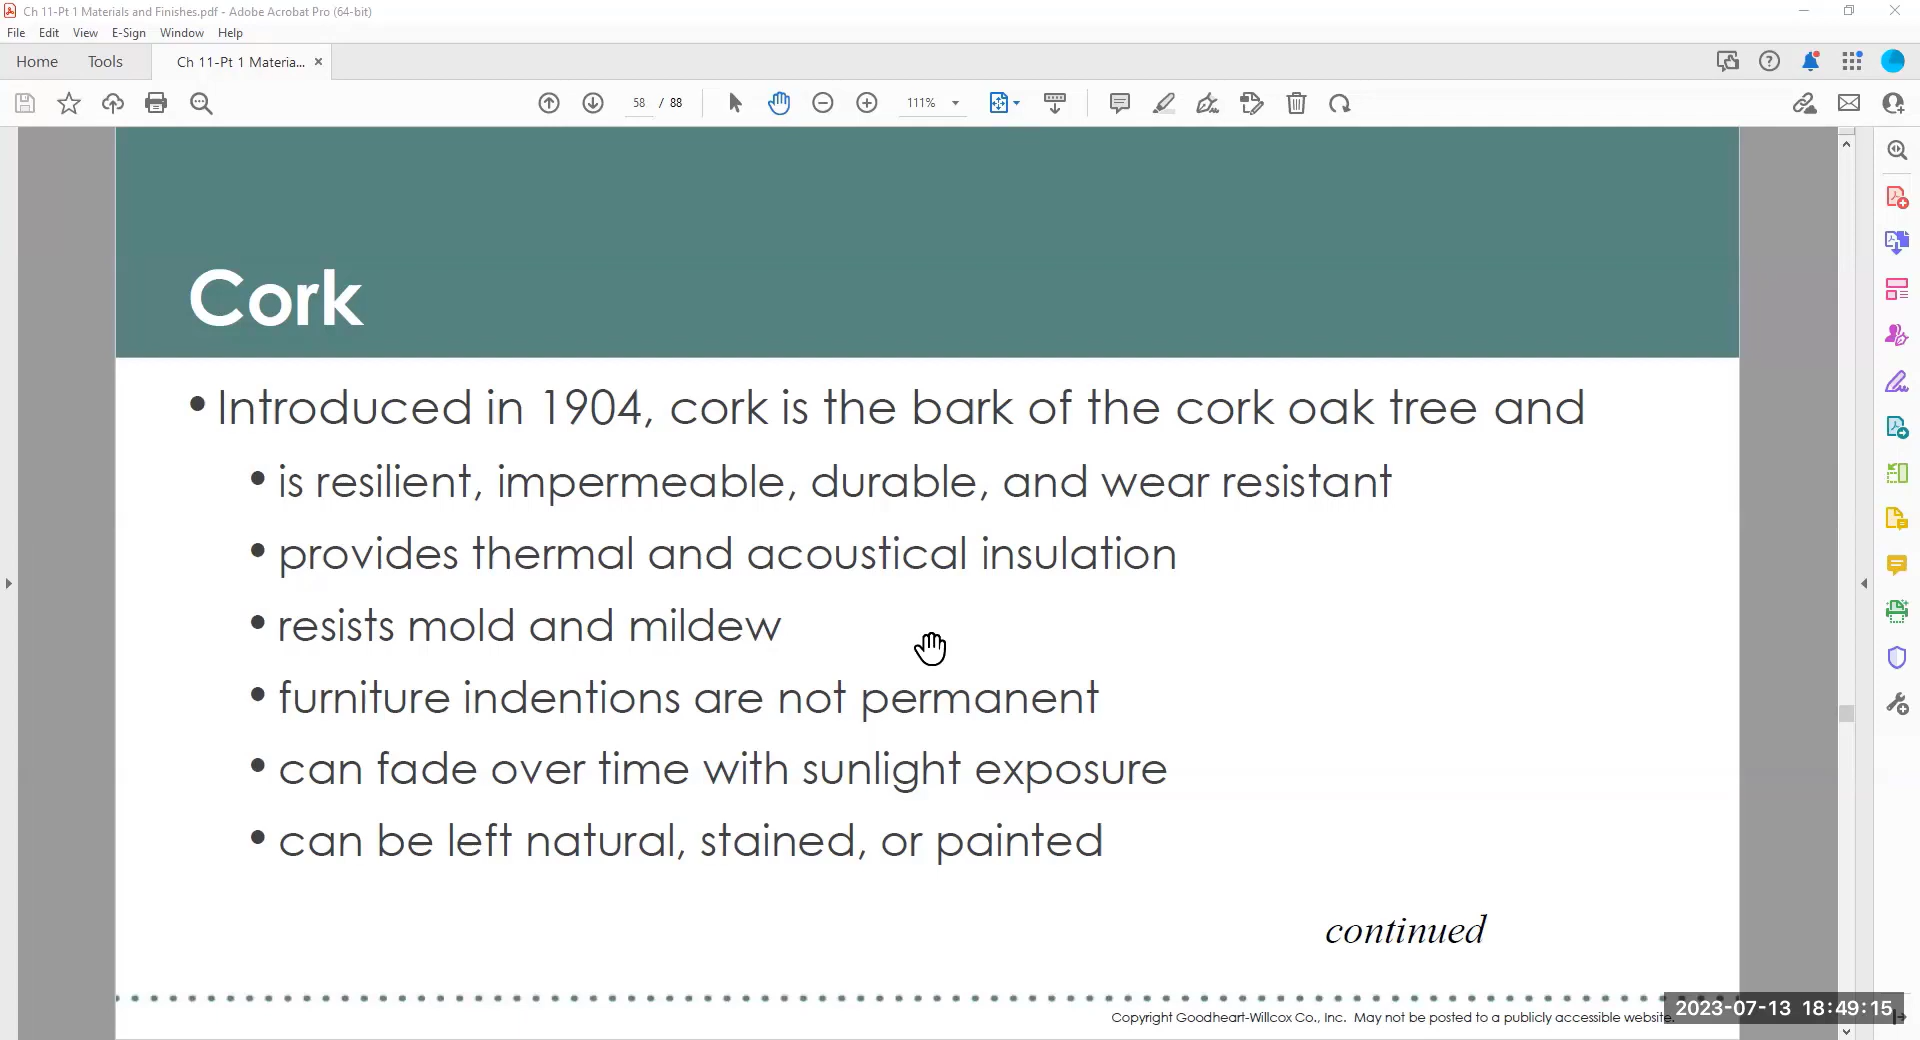 Ch 11-Pt 1 Materials and Finishes.pdf - Adobe Acrobat Pro (64-bit)
File Edit View E-Sign Window Help
Home Tools Ch 11-Pt 1 Materia... ×
58 / 88 111%
Cork
• Introduced in 1904, cork is the bark of the cork oak tree and
• is resilient, impermeable, durable, and wear resistant
• provides thermal and acoustical insulation
• resists mold and mildew
• furniture indentions are not permanent
• can fade over time with sunlight exposure
• can be left natural, stained, or painted
continued
Copyright Goodheart-Willcox Co., Inc. May not be posted to a publicly accessible website.
2023-07-13 18:49:15